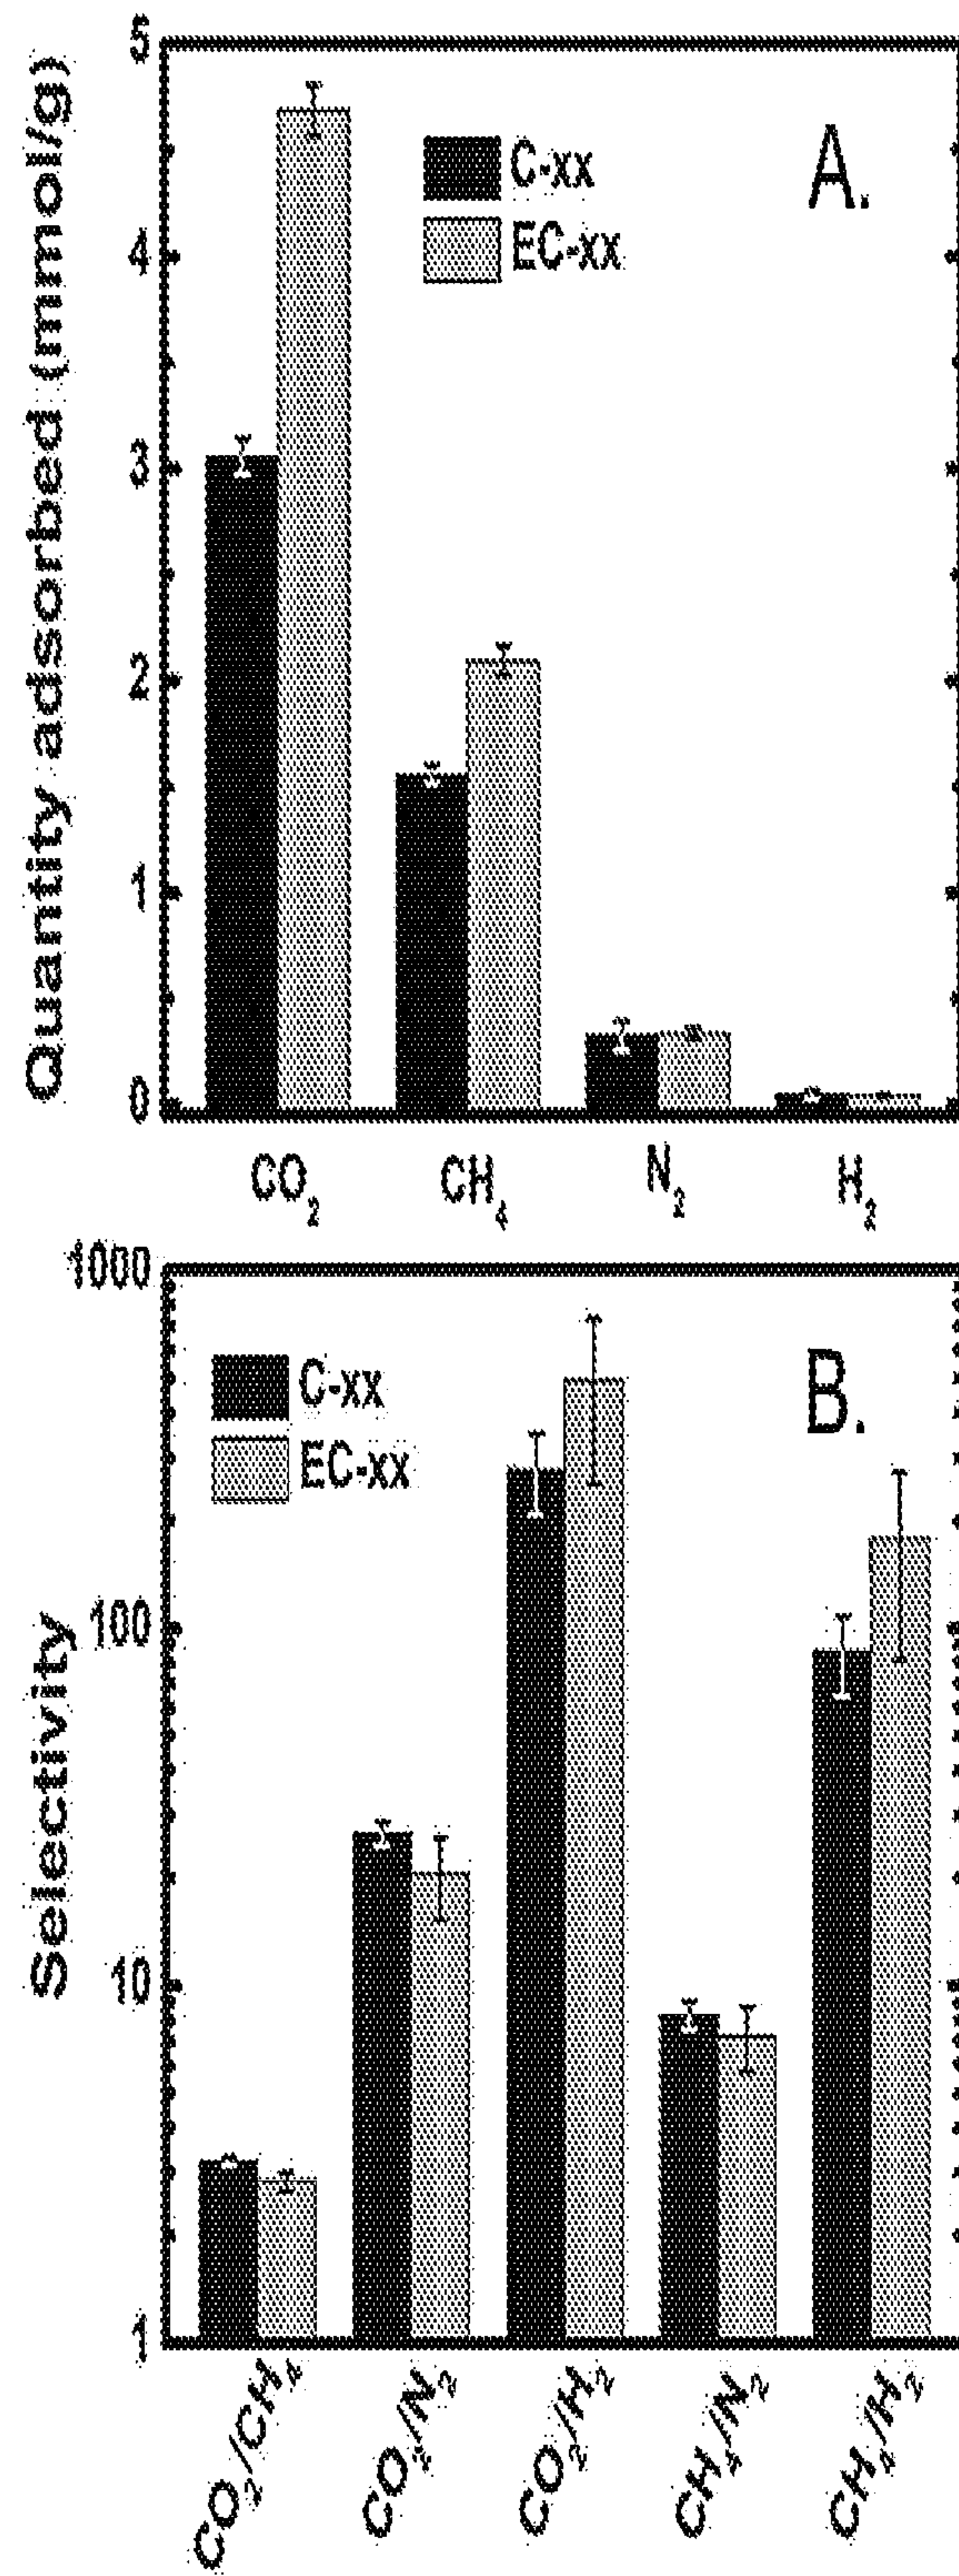 Quantity adsorbed (mmol/g)
5
4
3
2
1
0
C-xx
EC-xx
A.
CO₂
CH₄
N₂
H₂
Selectivity
1000
100
10
1
C-xx
EC-xx
B.
CO₂/CH₄
CO₂/N₂
CO₂/H₂
CH₄/N₂
CH₄/H₂